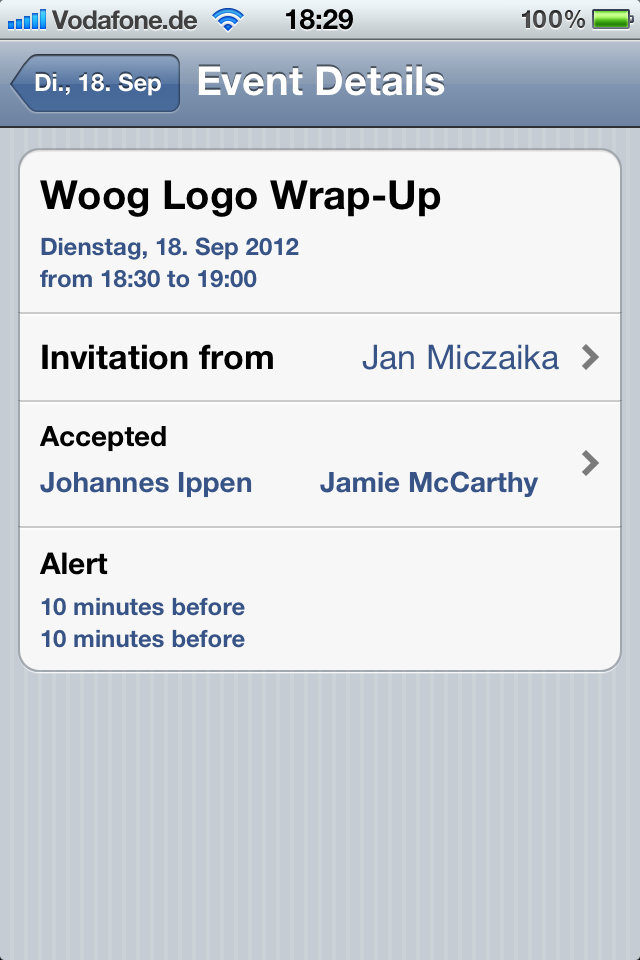 Vodafone.de 18:29 100%
Di., 18. Sep Event Details
Woog Logo Wrap-Up
Dienstag, 18. Sep 2012
from 18:30 to 19:00
Invitation from Jan Miczaika
Accepted
Johannes Ippen Jamie McCarthy
Alert
10 minutes before
10 minutes before